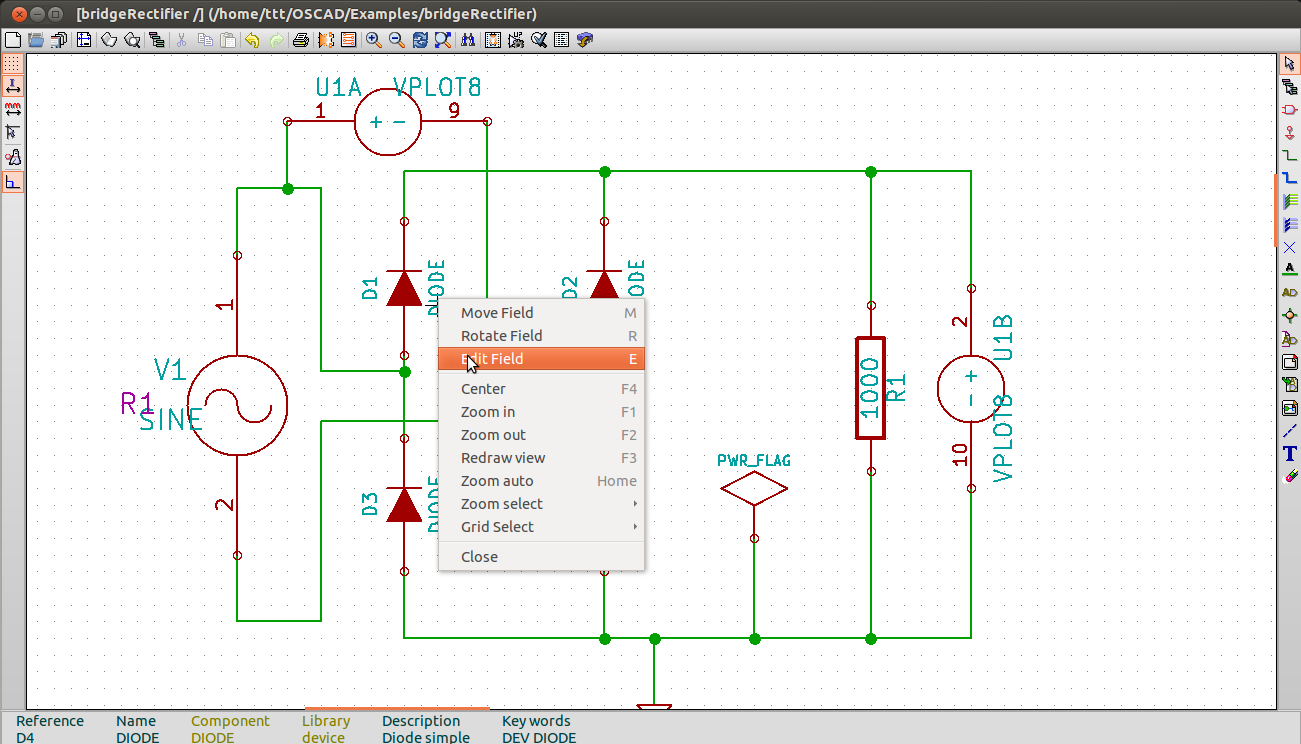 [bridgeRectifier /] (/home/ttt/OSCAD/Examples/bridgeRectifier)
U1A VPLOT8
1 + - 9
D1 DIODE
D2
1
V1
R1
SINE
2
D3
Move Field M
Rotate Field R
Edit Field E
Center F4
Zoom in F1
Zoom out F2
Redraw view F3
Zoom auto Home
Zoom select
Grid Select
Close
PWR_FLAG
1000
R1
2
U1B
+
-
VPLOT8
10
Reference Name Component Library Description Key words
D4 DIODE DIODE device Diode simple DEV DIODE